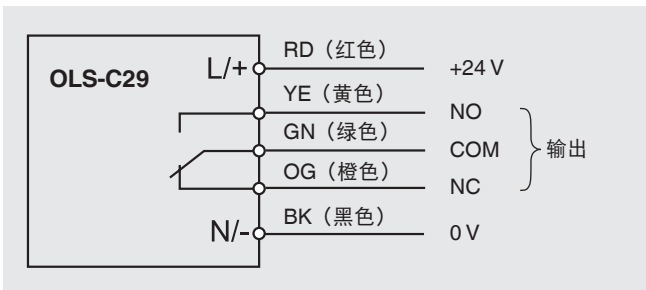 OLS-C29
L/+ RD（红色） +24 V
YE（黄色） NO
GN（绿色） COM 输出
OG（橙色） NC
N/- BK（黑色） 0 V